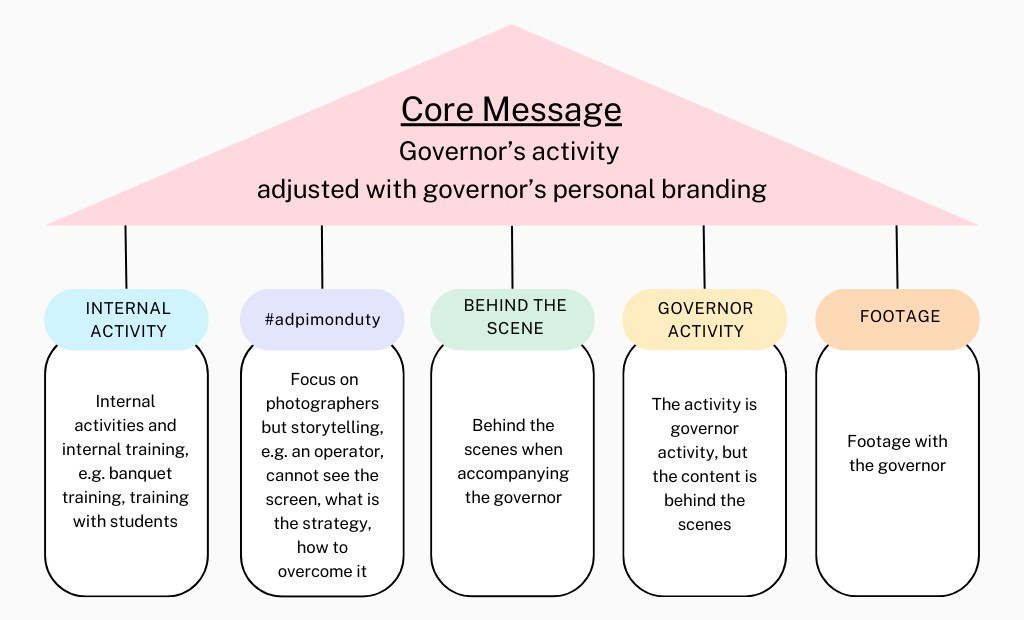 Core Message
Governor’s activity
adjusted with governor’s personal branding
INTERNAL
ACTIVITY
Internal
activities and
internal training,
e.g. banquet
training, training
with students
#adpimonduty
Focus on
photographers
but storytelling,
e.g. an operator,
cannot see the
screen, what is
the strategy,
how to
overcome it
BEHIND THE
SCENE
Behind the
scenes when
accompanying
the governor
GOVERNOR
ACTIVITY
The activity is
governor
activity, but
the content is
behind the
scenes
FOOTAGE
Footage with
the governor